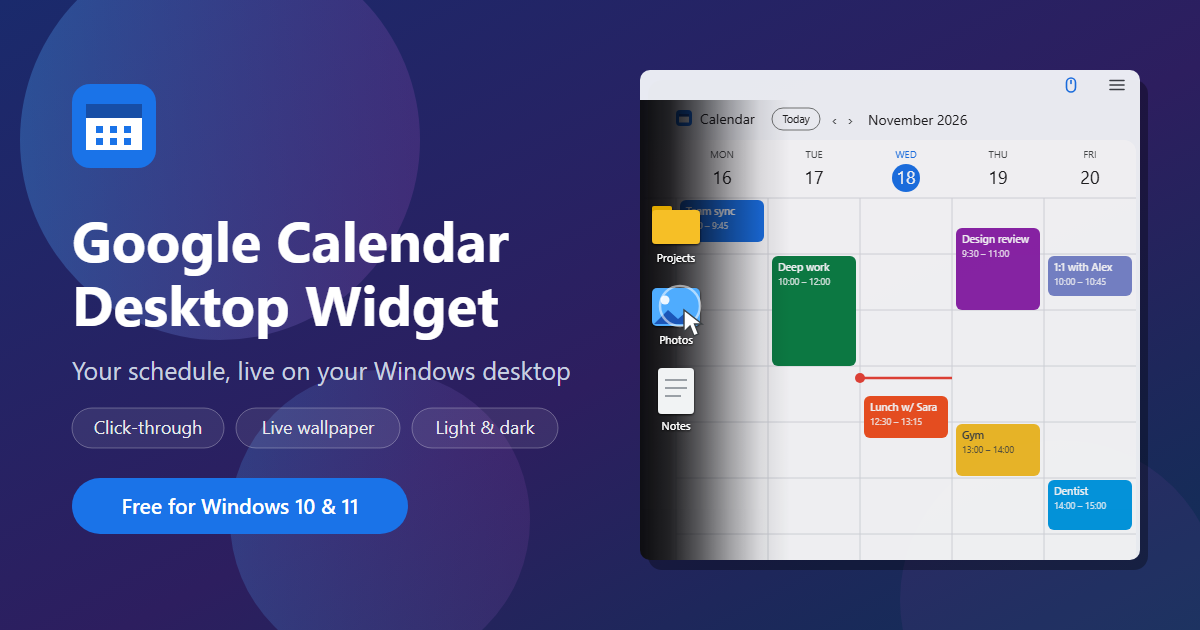 Google Calendar
Desktop Widget
Your schedule, live on your Windows desktop
Click-through
Live wallpaper
Light & dark
Free for Windows 10 & 11
Calendar
Today
‹ ›
November 2026
MON TUE WED THU FRI
16 17 18 19 20
sync
– 9:45
Projects
Photos
Notes
Deep work
10:00 – 12:00
Lunch w/ Sara
12:30 – 13:15
Design review
9:30 – 11:00
Gym
13:00 – 14:00
1:1 with Alex
10:00 – 10:45
Dentist
14:00 – 15:00